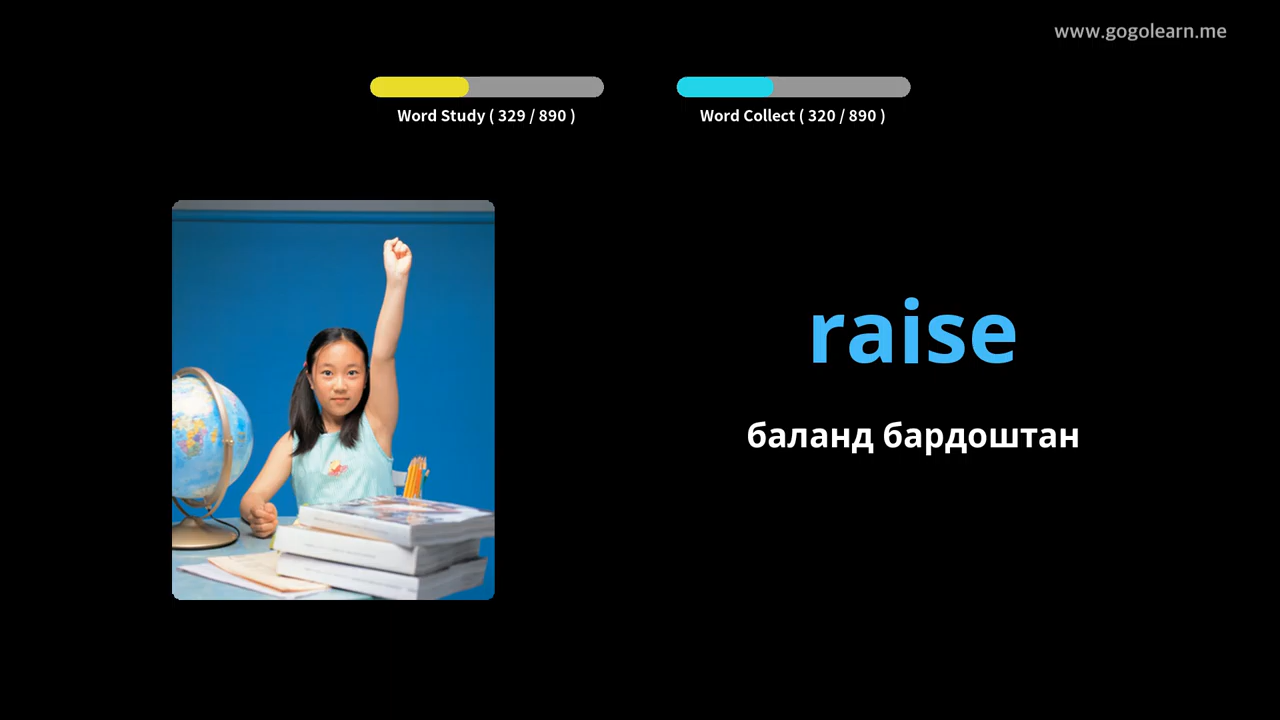 www.gogolearn.me
Word Study ( 329 / 890 )
Word Collect ( 320 / 890 )
raise
баланд бардоштан